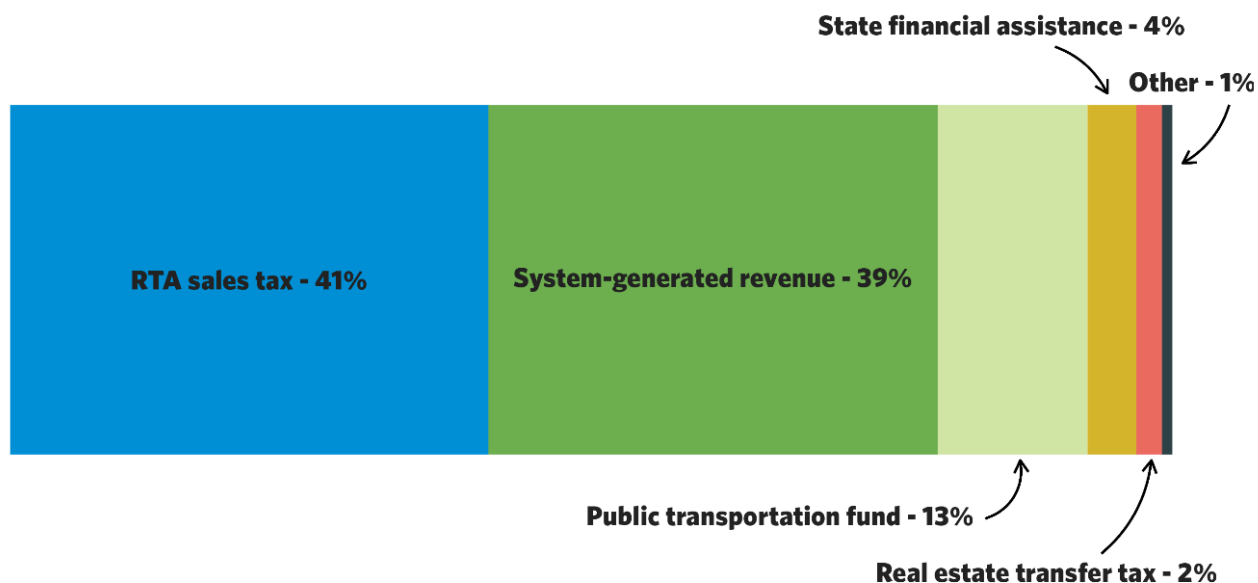 State financial assistance - 4%
Other - 1%
RTA sales tax - 41%
System-generated revenue - 39%
Public transportation fund - 13%
Real estate transfer tax - 2%